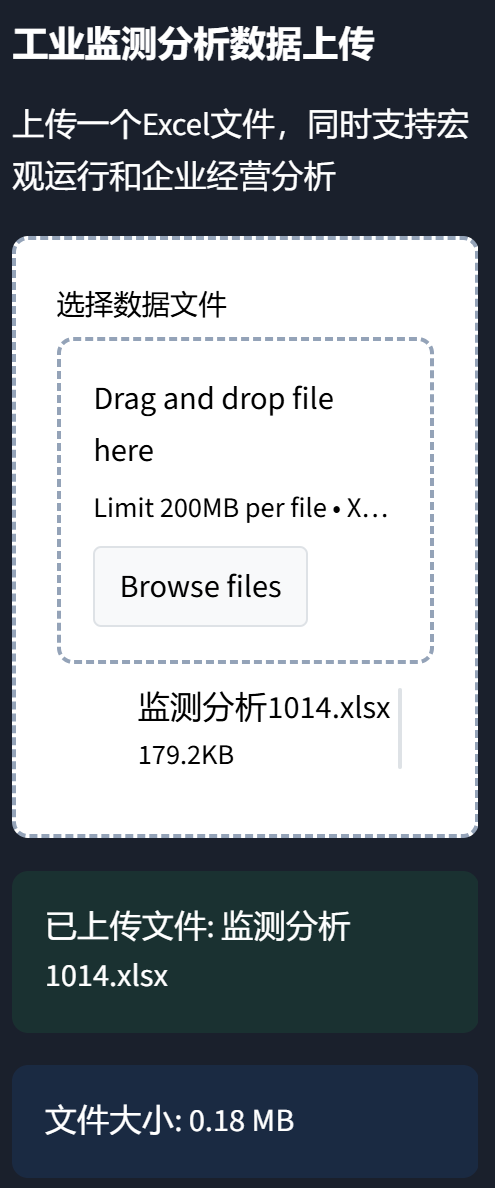 工业监测分析数据上传
上传一个Excel文件，同时支持宏
观运行和企业经营分析
选择数据文件
Drag and drop file
here
Limit 200MB per file • X…
Browse files
监测分析1014.xlsx
179.2KB
已上传文件: 监测分析
1014.xlsx
文件大小: 0.18 MB